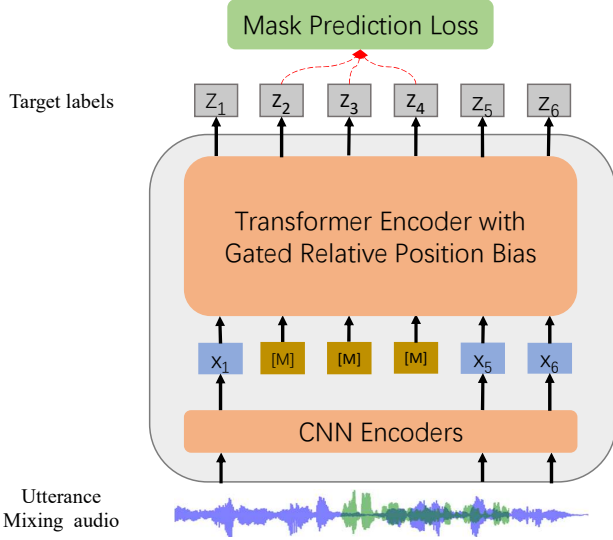 Mask Prediction Loss
Target labels
Z1 z2 z3 z4 Z5 Z6
Transformer Encoder with
Gated Relative Position Bias
x1 [M] [M] [M] x5 x6
CNN Encoders
Utterance
Mixing audio